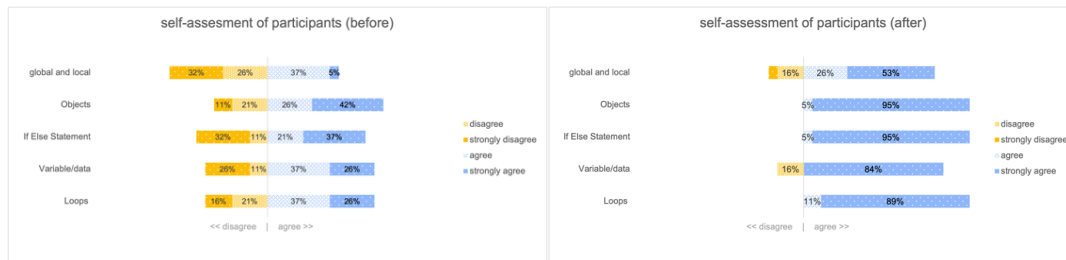 self-assesment of participants (before)
global and local
32% 26% 37% 5%
Objects
11% 21% 26% 42%
If Else Statement
32% 11% 21% 37%
Variable/data
26% 11% 37% 26%
Loops
16% 21% 37% 26%
<< disagree | agree >>
disagree
strongly disagree
agree
strongly agree
self-assessment of participants (after)
global and local
16% 26% 53%
Objects
5% 95%
If Else Statement
5% 95%
Variable/data
16% 84%
Loops
11% 89%
<< disagree | agree >>
disagree
strongly disagree
agree
strongly agree